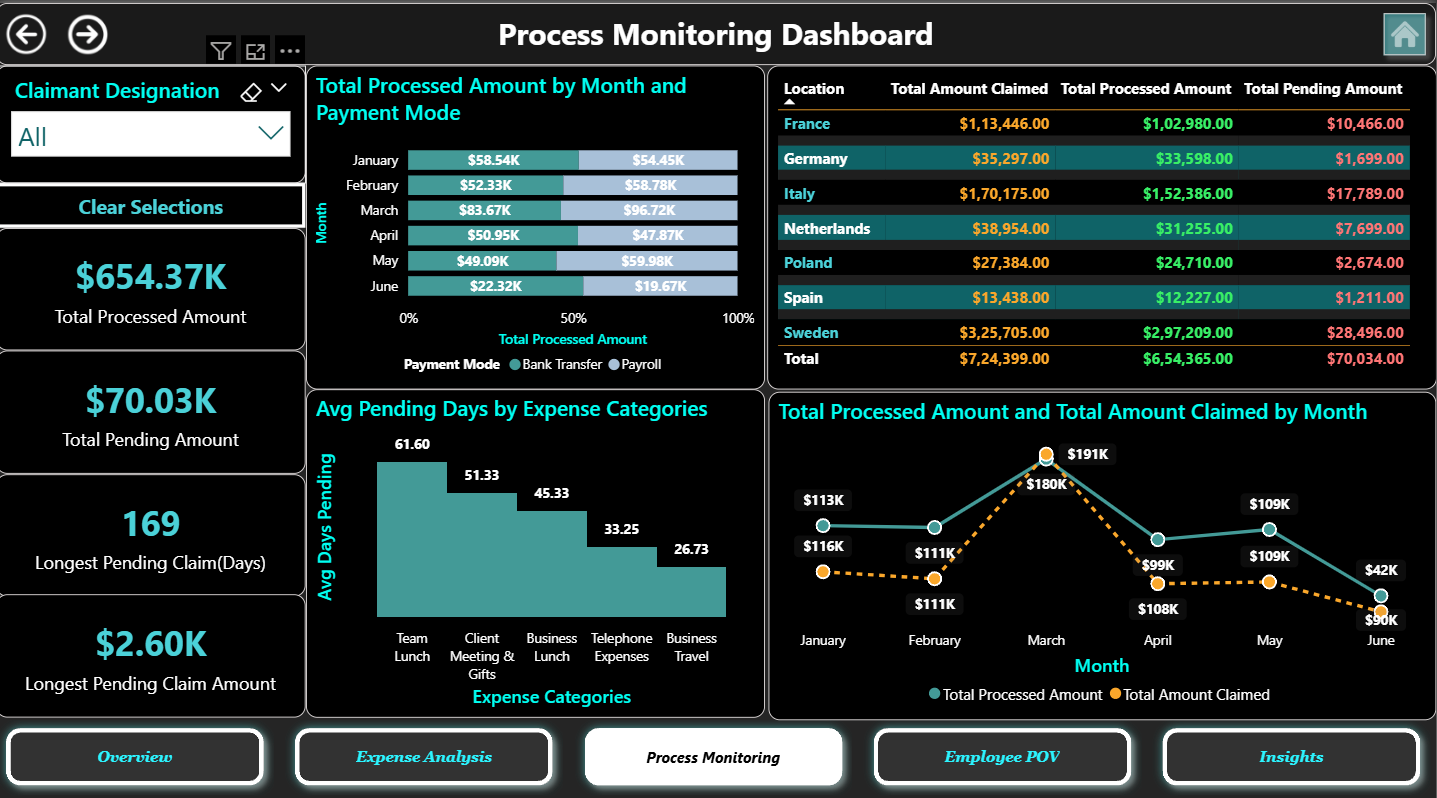 Process Monitoring Dashboard
Claimant Designation
All
Clear Selections
$654.37K
Total Processed Amount
$70.03K
Total Pending Amount
169
Longest Pending Claim(Days)
$2.60K
Longest Pending Claim Amount
Total Processed Amount by Month and
Payment Mode
Month
January $58.54K $54.45K
February $52.33K $58.78K
March $83.67K $96.72K
April $50.95K $47.87K
May $49.09K $59.98K
June $22.32K $19.67K
0% 50% 100%
Total Processed Amount
Payment Mode Bank Transfer Payroll
Location Total Amount Claimed Total Processed Amount Total Pending Amount
France $1,13,446.00 $1,02,980.00 $10,466.00
Germany $35,297.00 $33,598.00 $1,699.00
Italy $1,70,175.00 $1,52,386.00 $17,789.00
Netherlands $38,954.00 $31,255.00 $7,699.00
Poland $27,384.00 $24,710.00 $2,674.00
Spain $13,438.00 $12,227.00 $1,211.00
Sweden $3,25,705.00 $2,97,209.00 $28,496.00
Total $7,24,399.00 $6,54,365.00 $70,034.00
Avg Pending Days by Expense Categories
Avg Days Pending
61.60
51.33
45.33
33.25
26.73
Team
Lunch
Client
Meeting &
Gifts
Business
Lunch
Telephone
Expenses
Business
Travel
Expense Categories
Total Processed Amount and Total Amount Claimed by Month
$113K
$116K
$111K
$111K
$191K
$180K
$99K
$108K
$109K
$109K
$42K
$90K
January February March April May June
Month
Total Processed Amount Total Amount Claimed
Overview
Expense Analysis
Process Monitoring
Employee POV
Insights